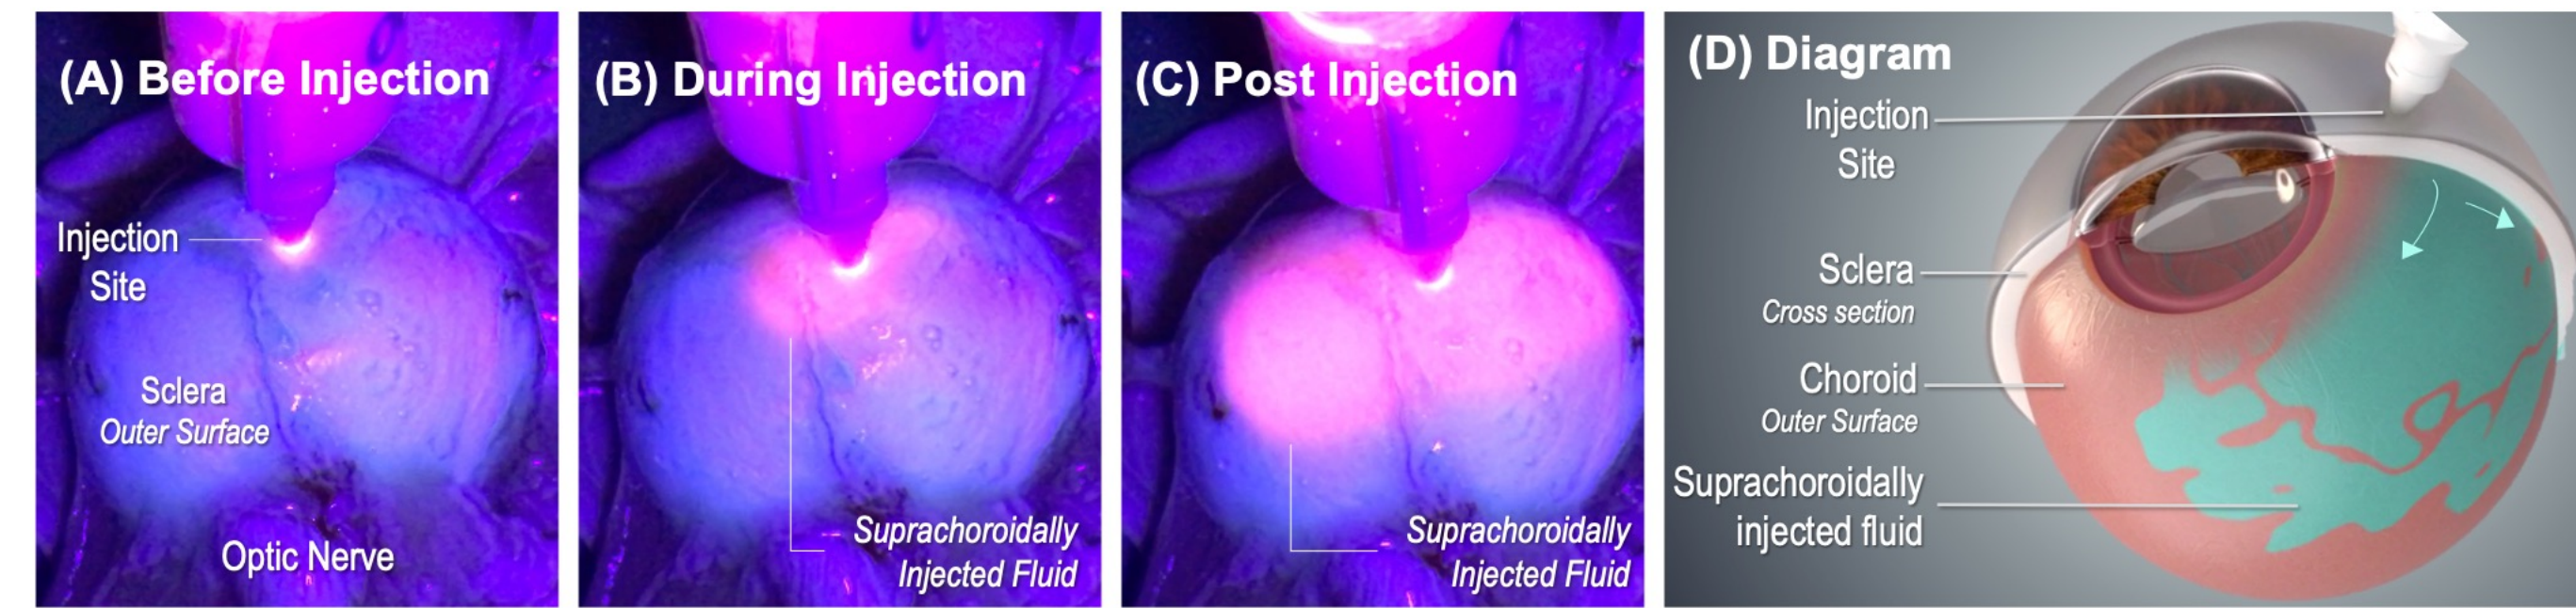 (A) Before Injection
Injection
Site
Sclera
Outer Surface
Optic Nerve
(B) During Injection
Suprachoroidally
Injected Fluid
(C) Post Injection
Suprachoroidally
Injected Fluid
(D) Diagram
Injection
Site
Sclera
Cross section
Choroid
Outer Surface
Suprachoroidally
injected fluid